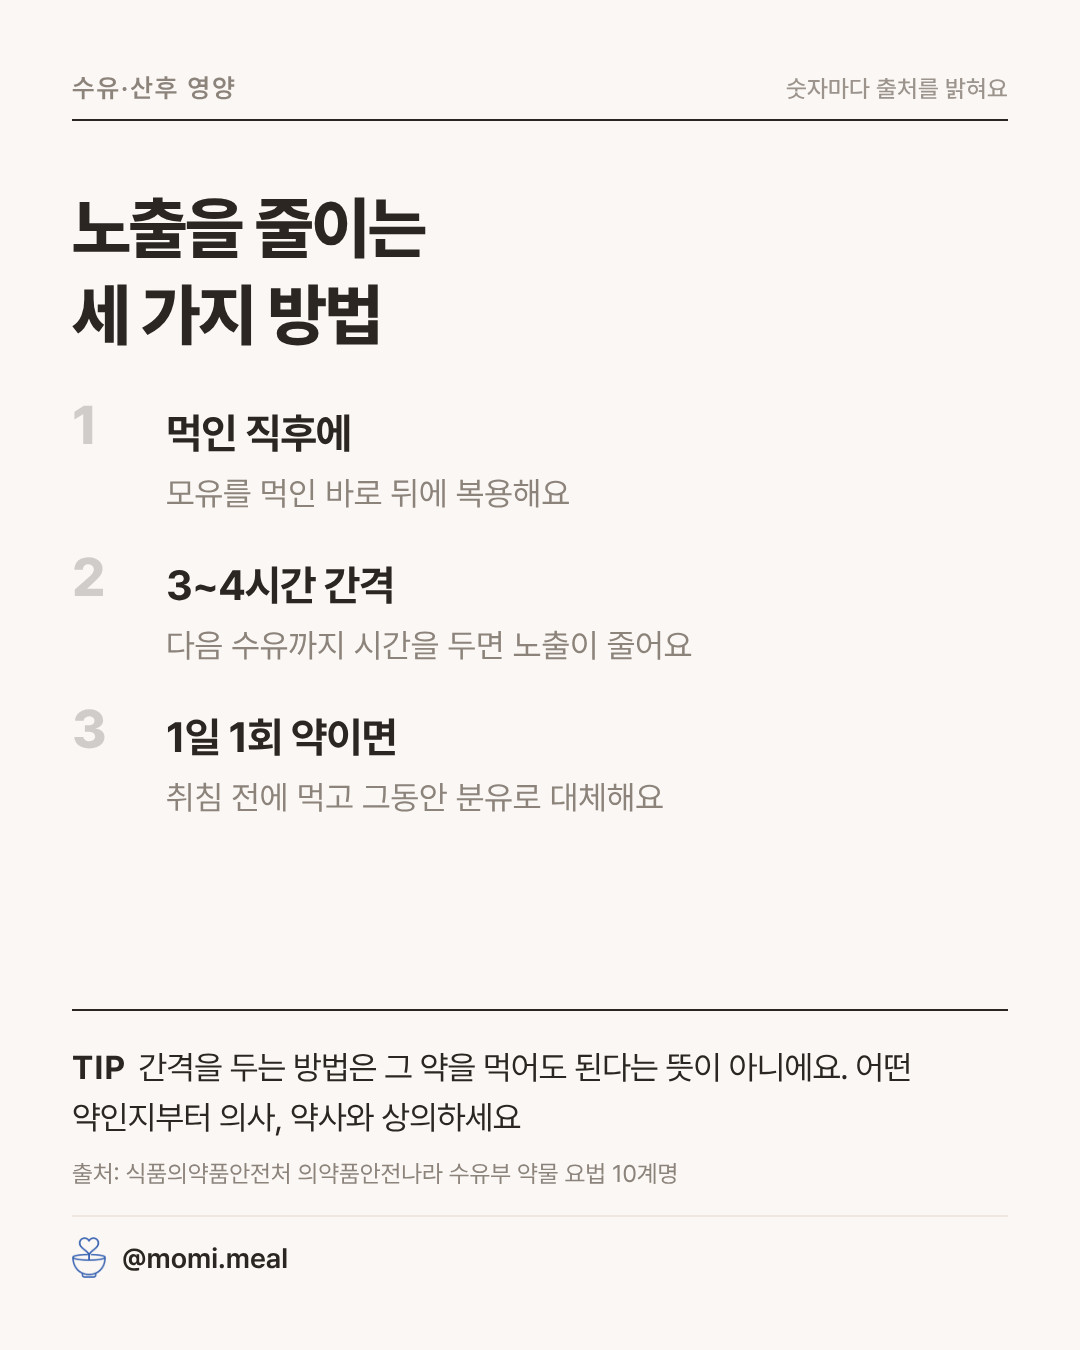 수유·산후 영양
숫자마다 출처를 밝혀요
노출을 줄이는
세 가지 방법
1
먹인 직후에
모유를 먹인 바로 뒤에 복용해요
2
3~4시간 간격
다음 수유까지 시간을 두면 노출이 줄어요
3
1일 1회 약이면
취침 전에 먹고 그동안 분유로 대체해요
TIP 간격을 두는 방법은 그 약을 먹어도 된다는 뜻이 아니에요. 어떤
약인지부터 의사, 약사와 상의하세요
출처: 식품의약품안전처 의약품안전나라 수유부 약물 요법 10계명
@momi.meal